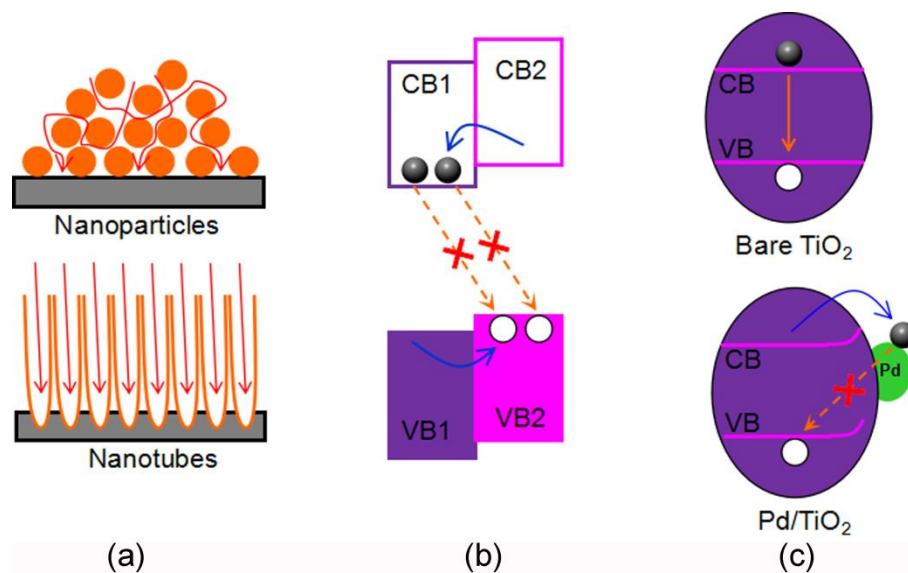 Nanoparticles
Nanotubes
(a)
CB1
CB2
VB1
VB2
(b)
CB
VB
Bare TiO₂
CB
Pd
VB
Pd/TiO₂
(c)